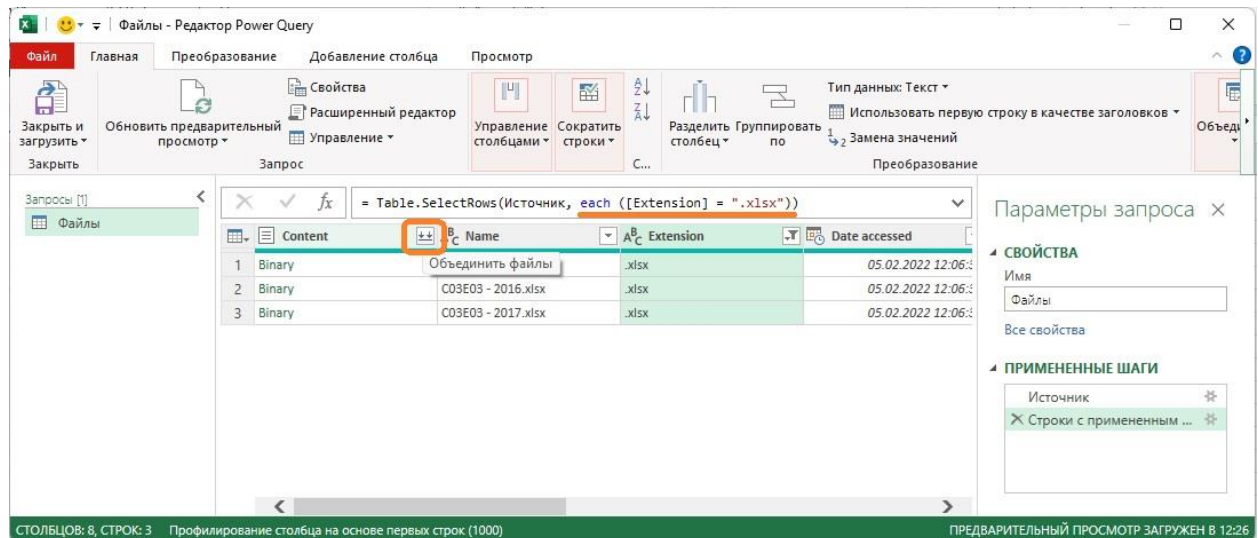 Файлы - Редактор Power Query
Файл Главная Преобразование Добавление столбца Просмотр
Закрыть и загрузить
Обновить предварительный просмотр
Свойства
Расширенный редактор
Управление
Управление столбцами
Сократить строки
Разделить столбец
Группировать по
Тип данных: Текст
Использовать первую строку в качестве заголовков
Замена значений
Закрыть Запрос С... Преобразование
Запросы [1]
Файлы
fx = Table.SelectRows(Источник, each ([Extension] = ".xlsx"))
Content Name Extension Date accessed
Объединить файлы
1 Binary .xlsx 05.02.2022 12:06:
2 Binary C03E03 - 2016.xlsx .xlsx 05.02.2022 12:06:
3 Binary C03E03 - 2017.xlsx .xlsx 05.02.2022 12:06:
Параметры запроса
СВОЙСТВА
Имя
Файлы
Все свойства
ПРИМЕНЕННЫЕ ШАГИ
Источник
Строки с примененным ...
СТОЛБЦОВ: 8, СТРОК: 3 Профилирование столбца на основе первых строк (1000) ПРЕДВАРИТЕЛЬНЫЙ ПРОСМОТР ЗАГРУЖЕН В 12:26